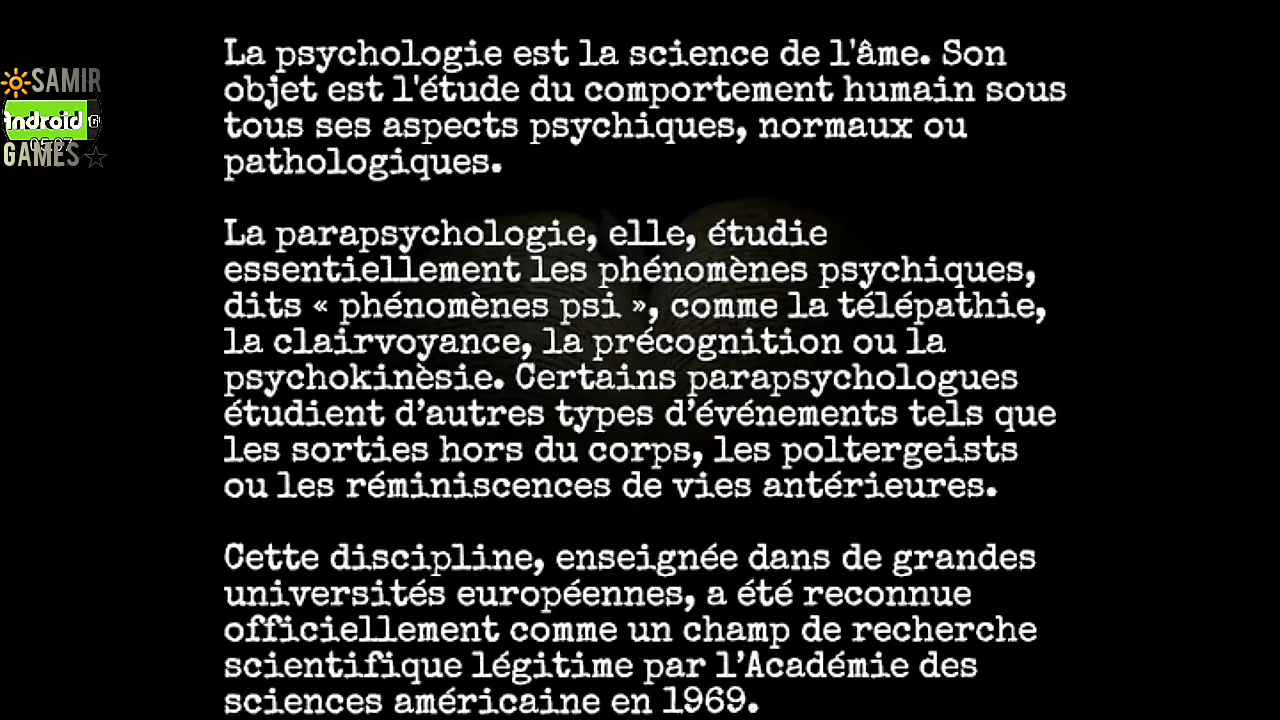 La psychologie est la science de l'âme. Son
objet est l'étude du comportement humain sous
tous ses aspects psychiques, normaux ou
pathologiques.
La parapsychologie, elle, étudie
essentiellement les phénomènes psychiques,
dits « phénomènes psi », comme la télépathie,
la clairvoyance, la précognition ou la
psychokinèsie. Certains parapsychologues
étudient d’autres types d’événements tels que
les sorties hors du corps, les poltergeists
ou les réminiscences de vies antérieures.
Cette discipline, enseignée dans de grandes
universités européennes, a été reconnue
officiellement comme un champ de recherche
scientifique légitime par l’Académie des
sciences américaine en 1969.
SAMIR
Android
GAMES